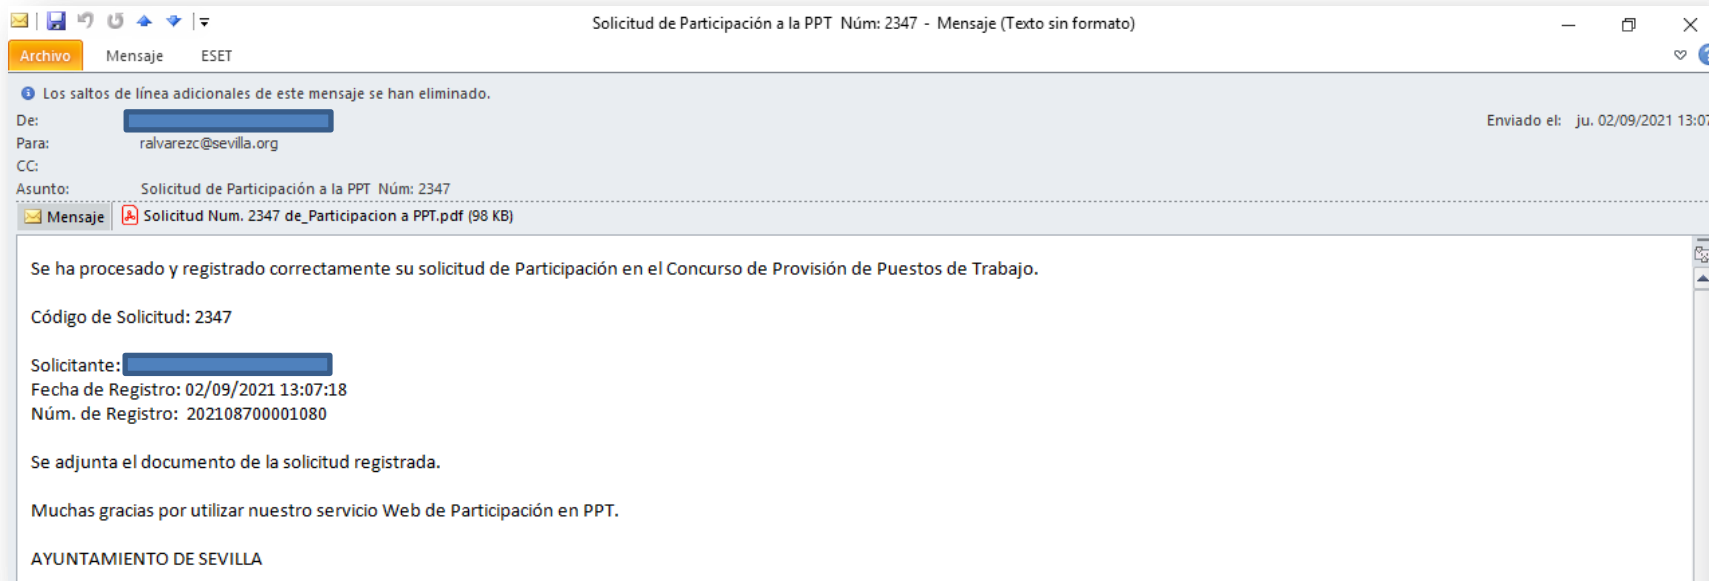 Solicitud de Participación a la PPT Núm: 2347 - Mensaje (Texto sin formato)
Archivo Mensaje ESET
Los saltos de línea adicionales de este mensaje se han eliminado.
De: Enviado el: ju. 02/09/2021 13:07
Para: ralvarezc@sevilla.org
CC:
Asunto: Solicitud de Participación a la PPT Núm: 2347
Mensaje Solicitud Num. 2347 de_Participacion a PPT.pdf (98 KB)
Se ha procesado y registrado correctamente su solicitud de Participación en el Concurso de Provisión de Puestos de Trabajo.
Código de Solicitud: 2347
Solicitante:
Fecha de Registro: 02/09/2021 13:07:18
Núm. de Registro: 202108700001080
Se adjunta el documento de la solicitud registrada.
Muchas gracias por utilizar nuestro servicio Web de Participación en PPT.
AYUNTAMIENTO DE SEVILLA